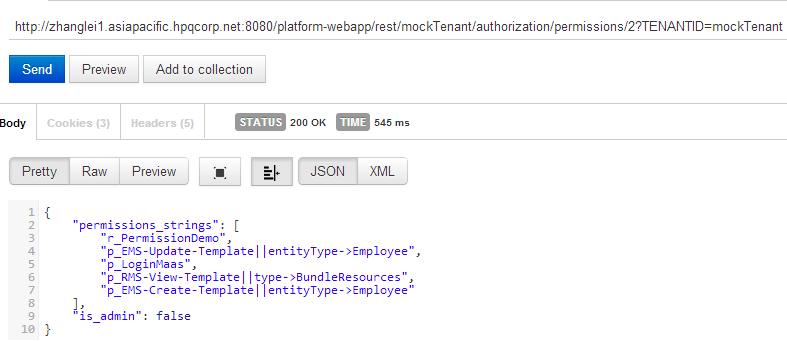 http://zhanglei1.asiapacific.hpqcorp.net:8080/platform-webapp/rest/mockTenant/authorization/permissions/2?TENANTID=mockTenant
Send Preview Add to collection
Body Cookies (3) Headers (5) STATUS 200 OK TIME 545 ms
Pretty Raw Preview JSON XML
1 {
2 "permissions_strings": [
3 "r_PermissionDemo",
4 "p_EMS-Update-Template||entityType->Employee",
5 "p_LoginMaas",
6 "p_RMS-View-Template||type->BundleResources",
7 "p_EMS-Create-Template||entityType->Employee"
8 ],
9 "is_admin": false
10 }